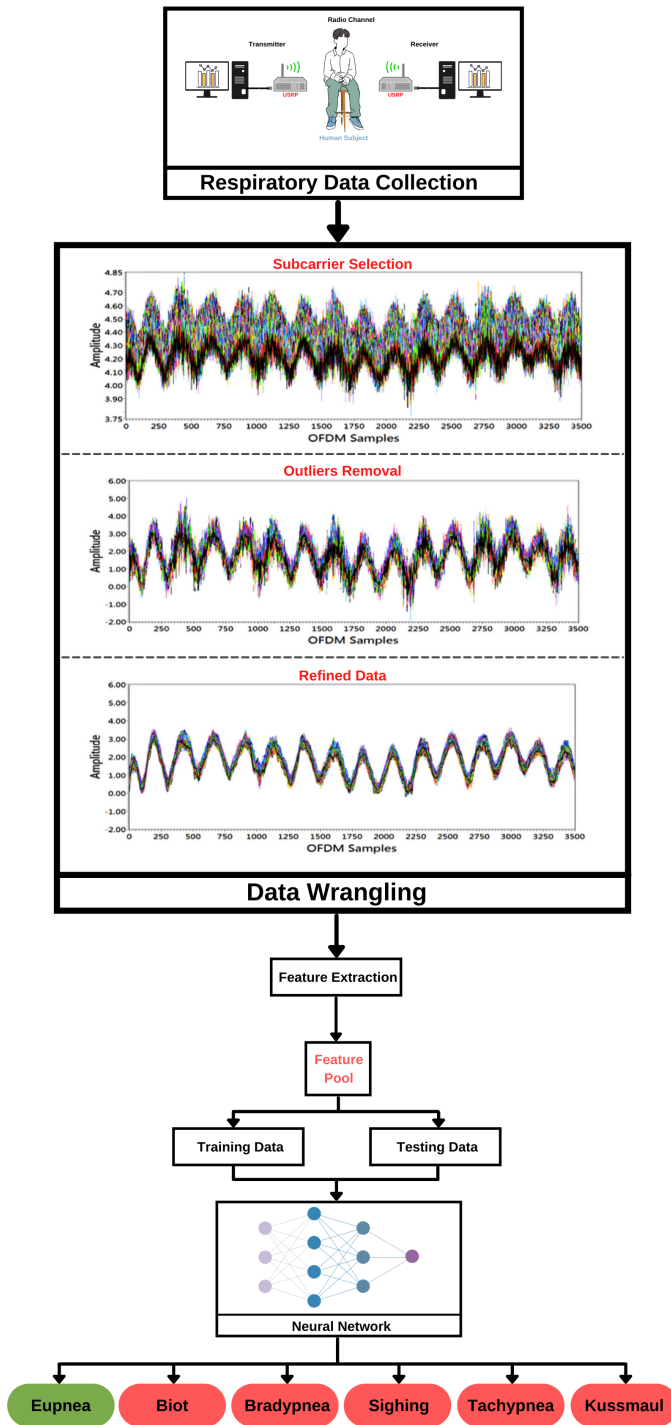 Radio Channel
Transmitter
Receiver
USRP
USRP
Human Subject
Respiratory Data Collection
Subcarrier Selection
4.85
4.70
4.60
4.50
4.40
4.30
4.20
4.10
4.00
3.90
3.75
Amplitude
0 250 500 750 1000 1250 1500 1750 2000 2250 2500 2750 3000 3250 3500
OFDM Samples
Outliers Removal
6.00
5.00
4.00
3.00
2.00
1.00
0.00
-1.00
-2.00
Amplitude
0 250 500 750 1000 1250 1500 1750 2000 2250 2500 2750 3000 3250 3500
OFDM Samples
Refined Data
6.00
5.00
4.00
3.00
2.00
1.00
0.00
-1.00
-2.00
Amplitude
0 250 500 750 1000 1250 1500 1750 2000 2250 2500 2750 3000 3250 3500
OFDM Samples
Data Wrangling
Feature Extraction
Feature
Pool
Training Data
Testing Data
Neural Network
Eupnea
Biot
Bradypnea
Sighing
Tachypnea
Kussmaul